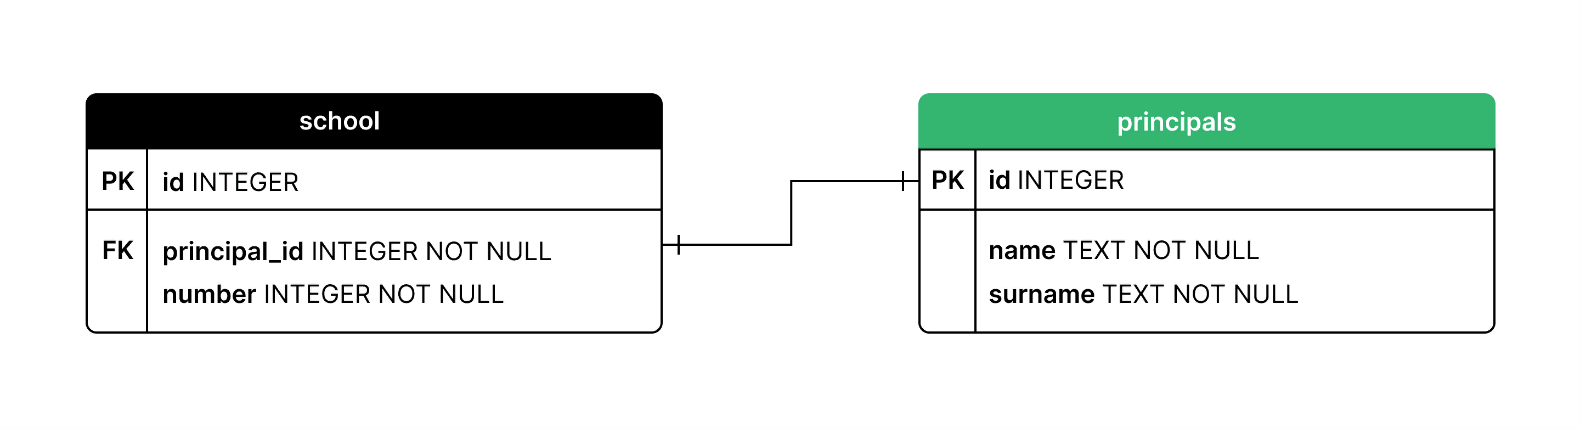 school
PK id INTEGER
FK principal_id INTEGER NOT NULL
number INTEGER NOT NULL
principals
PK id INTEGER
name TEXT NOT NULL
surname TEXT NOT NULL